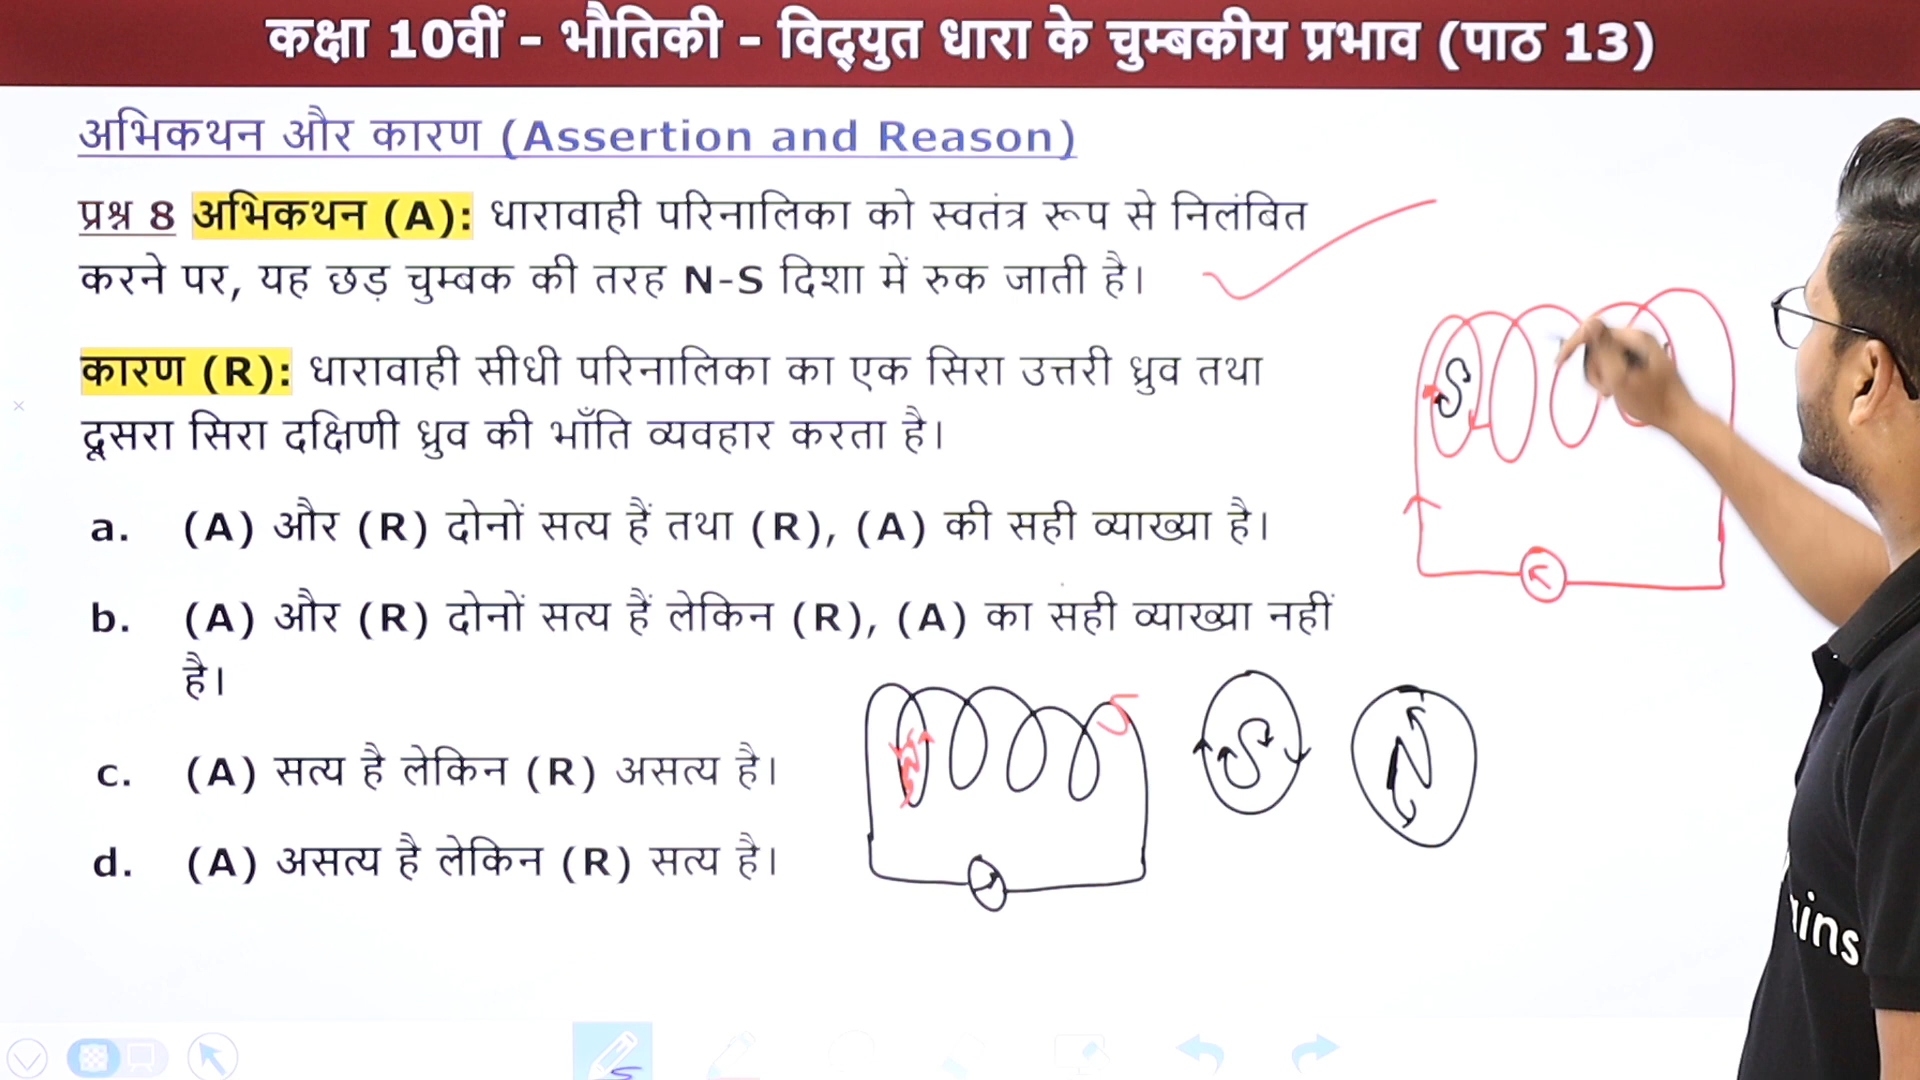 कक्षा 10वीं - भौतिकी - विद्युत धारा के चुम्बकीय प्रभाव (पाठ 13)
अभिकथन और कारण (Assertion and Reason)
प्रश्न 8 अभिकथन (A): धारावाही परिनालिका को स्वतंत्र रूप से निलंबित
करने पर, यह छड़ चुम्बक की तरह N-S दिशा में रुक जाती है।
कारण (R): धारावाही सीधी परिनालिका का एक सिरा उत्तरी ध्रुव तथा
दूसरा सिरा दक्षिणी ध्रुव की भाँति व्यवहार करता है।
S
a. (A) और (R) दोनों सत्य हैं तथा (R), (A) की सही व्याख्या है।
b. (A) और (R) दोनों सत्य हैं लेकिन (R), (A) का सही व्याख्या नहीं
है।
c. (A) सत्य है लेकिन (R) असत्य है।
N S S N
d. (A) असत्य है लेकिन (R) सत्य है।
ins